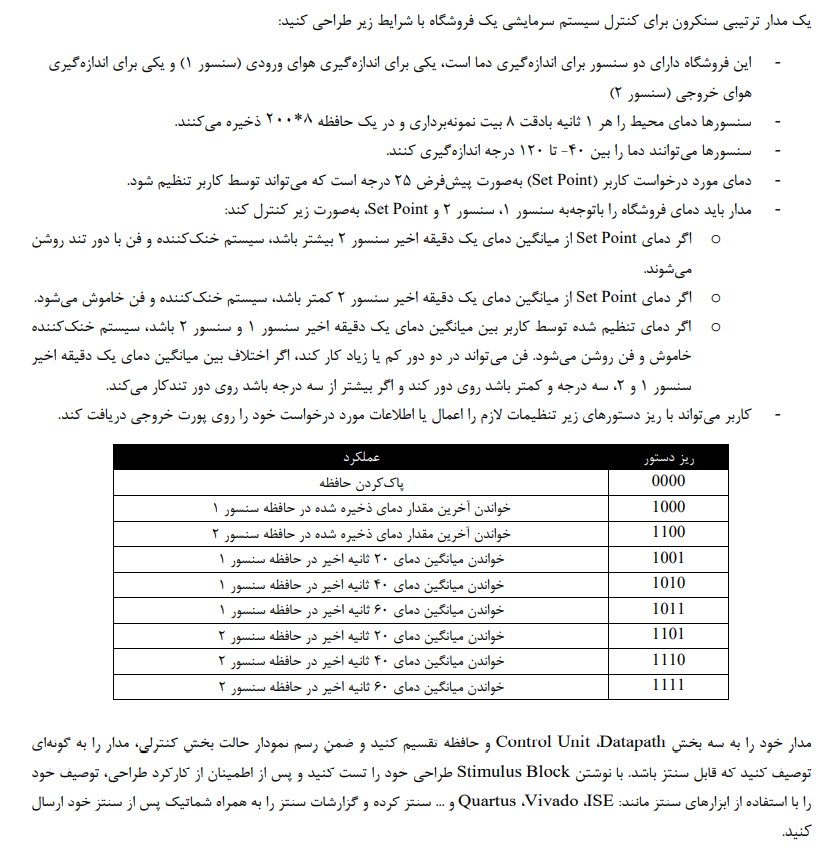 یک مدار ترتیبی سنکرون برای کنترل سیستم سرمایشی یک فروشگاه با شرایط زیر طراحی کنید:
- این فروشگاه دارای دو سنسور برای اندازه‌گیری دما است، یکی برای اندازه‌گیری هوای ورودی (سنسور ۱) و یکی برای اندازه‌گیری
هوای خروجی (سنسور ۲)
- سنسورها دمای محیط را هر ۱ ثانیه بادقت ۸ بیت نمونه‌برداری و در یک حافظه ۸*۲۰۰ ذخیره می‌کنند.
- سنسورها می‌توانند دما را بین ۴۰- تا ۱۲۰ درجه اندازه‌گیری کنند.
- دمای مورد درخواست کاربر (Set Point) به‌صورت پیش‌فرض ۲۵ درجه است که می‌تواند توسط کاربر تنظیم شود.
- مدار باید دمای فروشگاه را باتوجه‌به سنسور ۱، سنسور ۲ و Set Point، به‌صورت زیر کنترل کند:
o اگر دمای Set Point از میانگین دمای یک دقیقه اخیر سنسور ۲ بیشتر باشد، سیستم خنک‌کننده و فن با دور تند روشن
می‌شوند.
o اگر دمای Set Point از میانگین دمای یک دقیقه اخیر سنسور ۲ کمتر باشد، سیستم خنک‌کننده و فن خاموش می‌شود.
o اگر دمای تنظیم شده توسط کاربر بین میانگین دمای یک دقیقه اخیر سنسور ۱ و سنسور ۲ باشد، سیستم خنک‌کننده
خاموش و فن روشن می‌شود. فن می‌تواند در دو دور کم یا زیاد کار کند، اگر اختلاف بین میانگین دمای یک دقیقه اخیر
سنسور ۱ و ۲، سه درجه و کمتر باشد روی دور کند و اگر بیشتر از سه درجه باشد روی دور تندکار می‌کند.
- کاربر می‌تواند با ریز دستورهای زیر تنظیمات لازم را اعمال یا اطلاعات مورد درخواست خود را روی پورت خروجی دریافت کند.
ریز دستور عملکرد
0000 پاک‌کردن حافظه
1000 خواندن آخرین مقدار دمای ذخیره شده در حافظه سنسور ۱
1100 خواندن آخرین مقدار دمای ذخیره شده در حافظه سنسور ۲
1001 خواندن میانگین دمای ۲۰ ثانیه اخیر در حافظه سنسور ۱
1010 خواندن میانگین دمای ۴۰ ثانیه اخیر در حافظه سنسور ۱
1011 خواندن میانگین دمای ۶۰ ثانیه اخیر در حافظه سنسور ۱
1101 خواندن میانگین دمای ۲۰ ثانیه اخیر در حافظه سنسور ۲
1110 خواندن میانگین دمای ۴۰ ثانیه اخیر در حافظه سنسور ۲
1111 خواندن میانگین دمای ۶۰ ثانیه اخیر در حافظه سنسور ۲
مدار خود را به سه بخش Control Unit ،Datapath و حافظه تقسیم کنید و ضمن رسم نمودار حالت بخش کنترلی، مدار را به گونه‌ای
توصیف کنید که قابل سنتز باشد. با نوشتن Stimulus Block طراحی خود را تست کنید و پس از اطمینان از کارکرد طراحی، توصیف خود
را با استفاده از ابزارهای سنتز مانند: Quartus ،Vivado ،ISE و ... سنتز کرده و گزارشات سنتز را به همراه شماتیک پس از سنتز خود ارسال
کنید.